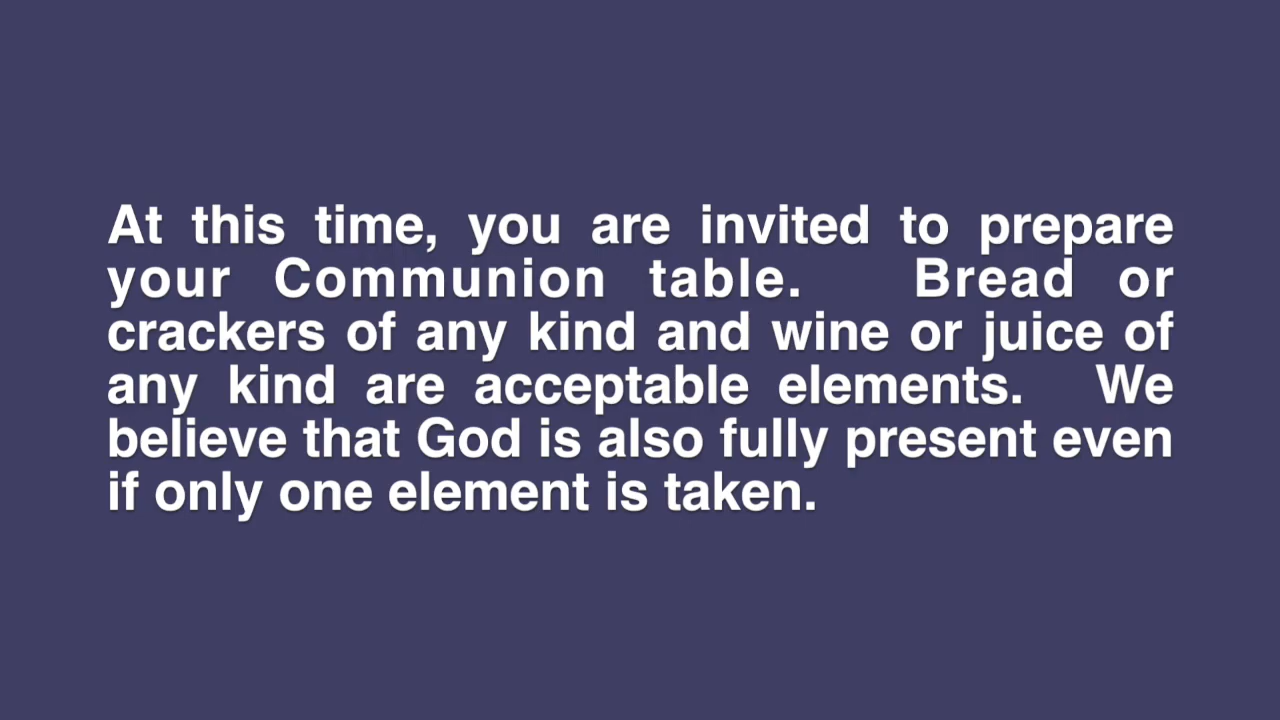 At this time, you are invited to prepare
your Communion table.  Bread or
crackers of any kind and wine or juice of
any kind are acceptable elements.  We
believe that God is also fully present even
if only one element is taken.